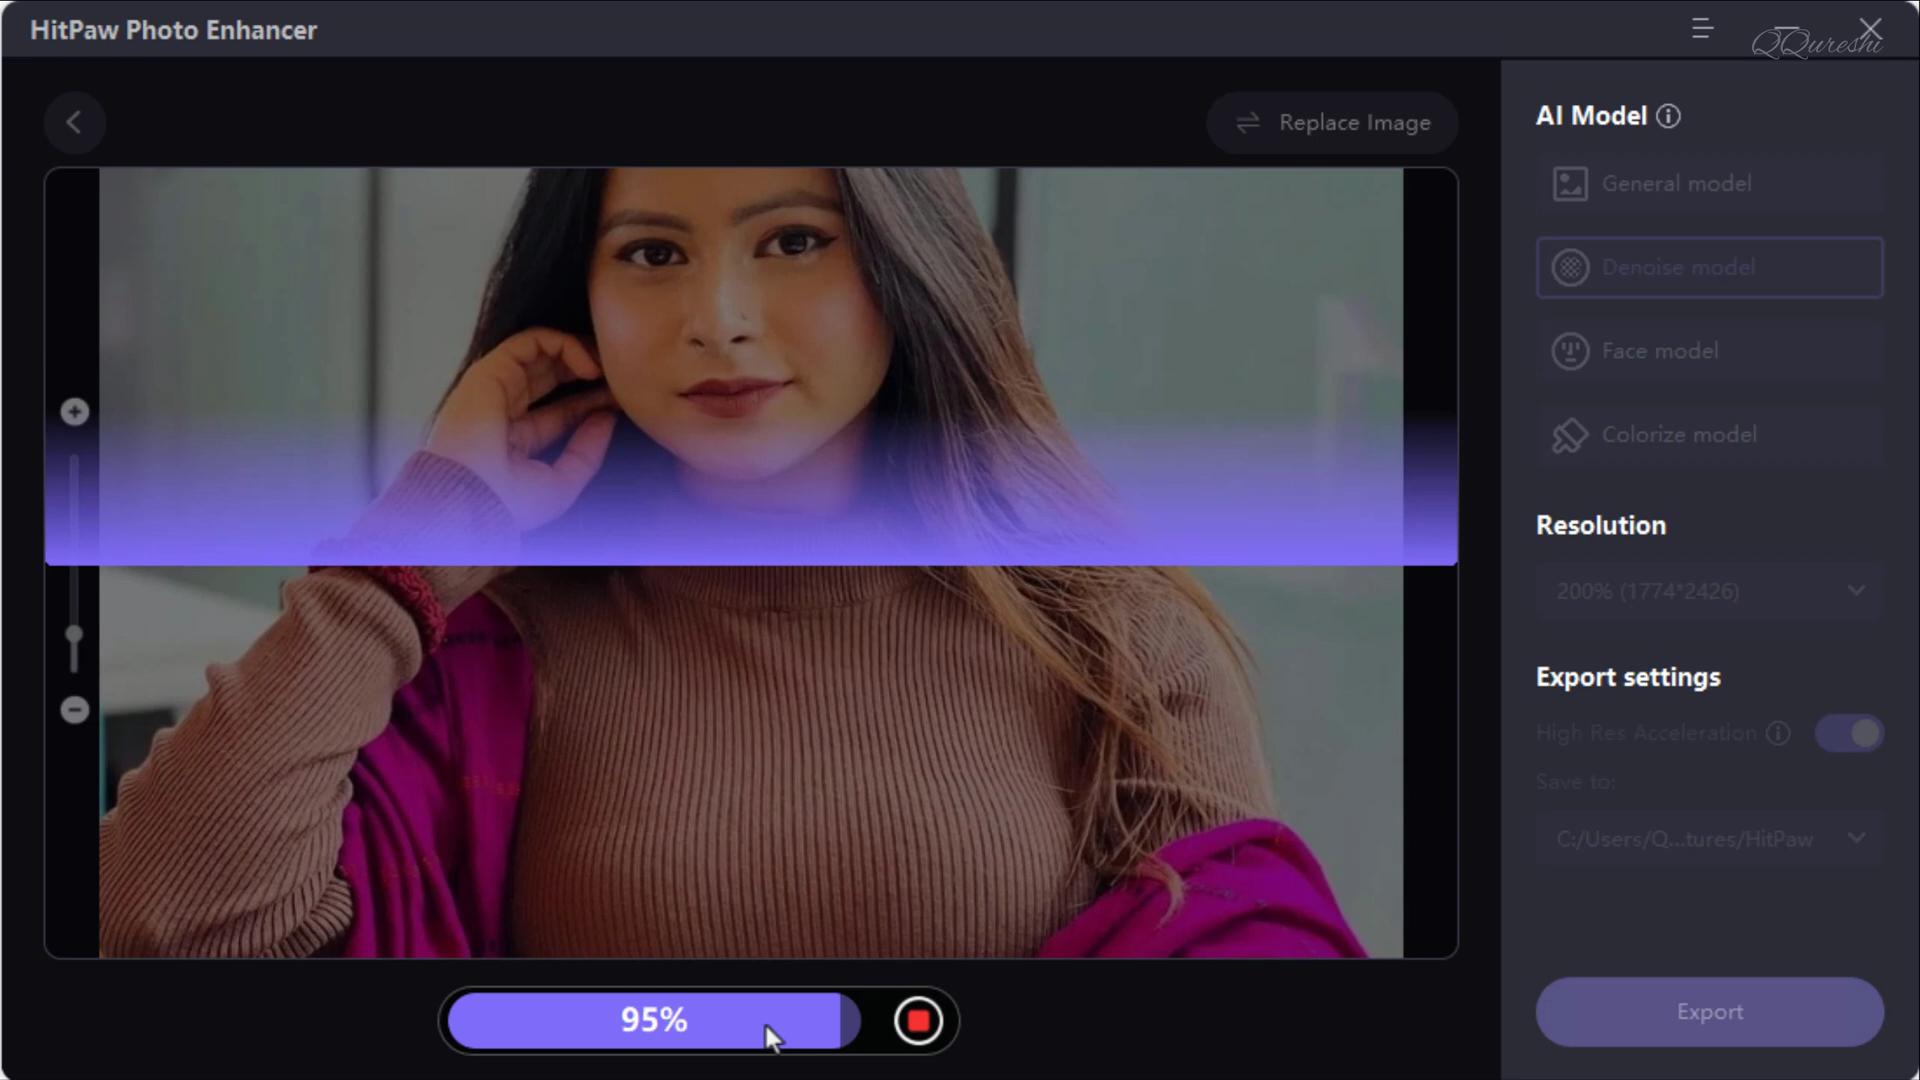 HitPaw Photo Enhancer
QQureshi
Replace Image
AI Model
General model
Denoise model
Face model
Colorize model
Resolution
200% (1774*2426)
Export settings
High Res Acceleration
Save to:
C:/Users/Q...tures/HitPaw
95%
Export